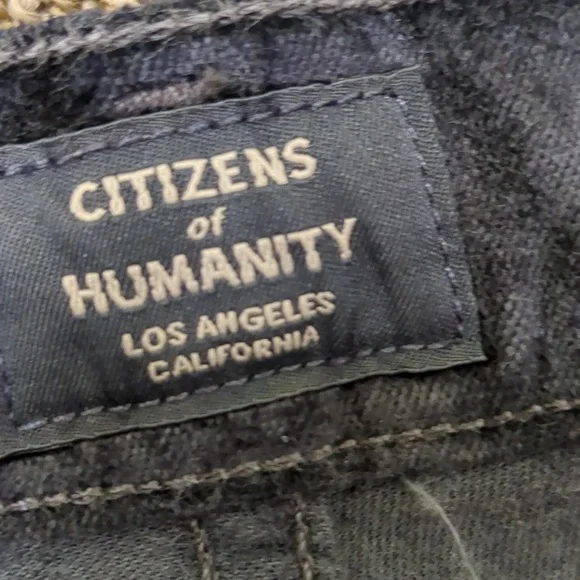 CITIZENS
of
HUMANITY
LOS ANGELES
CALIFORNIA